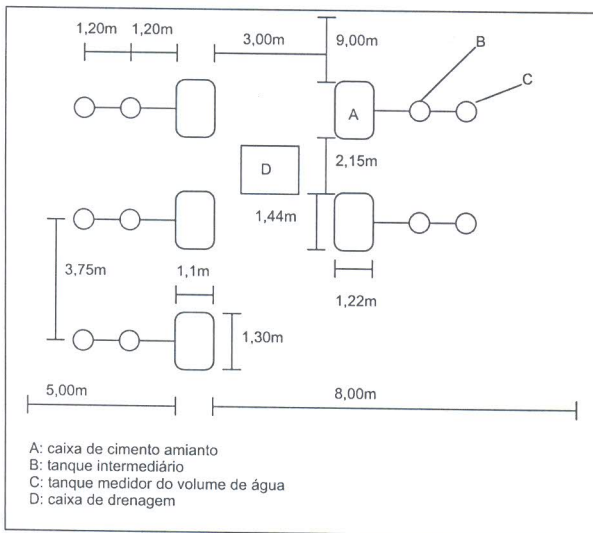 1,20m 1,20m 3,00m 9,00m
B
C
A
D 2,15m
1,44m
3,75m 1,1m 1,22m
1,30m
5,00m 8,00m
A: caixa de cimento amianto
B: tanque intermediário
C: tanque medidor do volume de água
D: caixa de drenagem